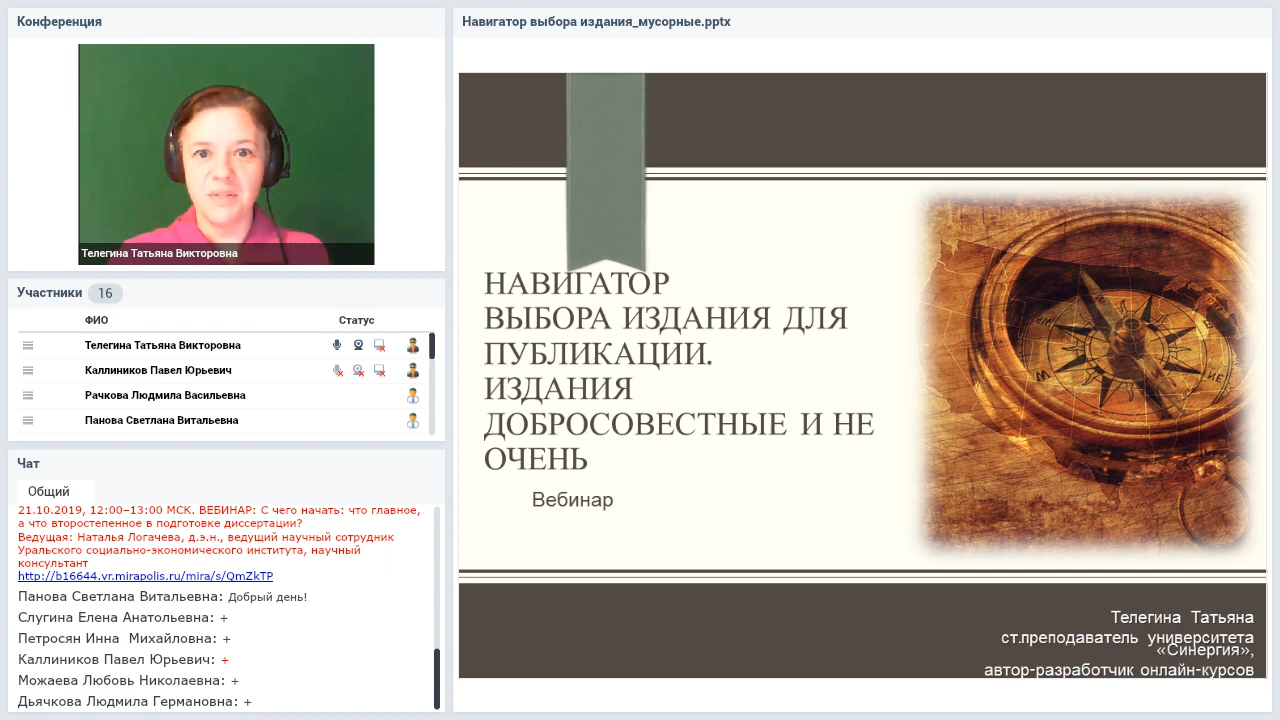 Конференция
Телегина Татьяна Викторовна
Участники 16
ФИО Статус
Телегина Татьяна Викторовна
Каллиников Павел Юрьевич
Рачкова Людмила Васильевна
Панова Светлана Витальевна
Чат
Общий
21.10.2019, 12:00–13:00 МСК. ВЕБИНАР: С чего начать: что главное,
а что второстепенное в подготовке диссертации?
Ведущая: Наталья Логачева, д.э.н., ведущий научный сотрудник
Уральского социально-экономического института, научный
консультант
http://b16644.vr.mirapolis.ru/mira/s/QmZkTP
Панова Светлана Витальевна: Добрый день!
Слугина Елена Анатольевна: +
Петросян Инна  Михайловна: +
Каллиников Павел Юрьевич: +
Можаева Любовь Николаевна: +
Дьячкова Людмила Германовна: +
Навигатор выбора издания_мусорные.pptx
НАВИГАТОР
ВЫБОРА ИЗДАНИЯ ДЛЯ
ПУБЛИКАЦИИ.
ИЗДАНИЯ
ДОБРОСОВЕСТНЫЕ И НЕ
ОЧЕНЬ
Вебинар
Телегина Татьяна
ст.преподаватель университета
«Синергия»,
автор-разработчик онлайн-курсов